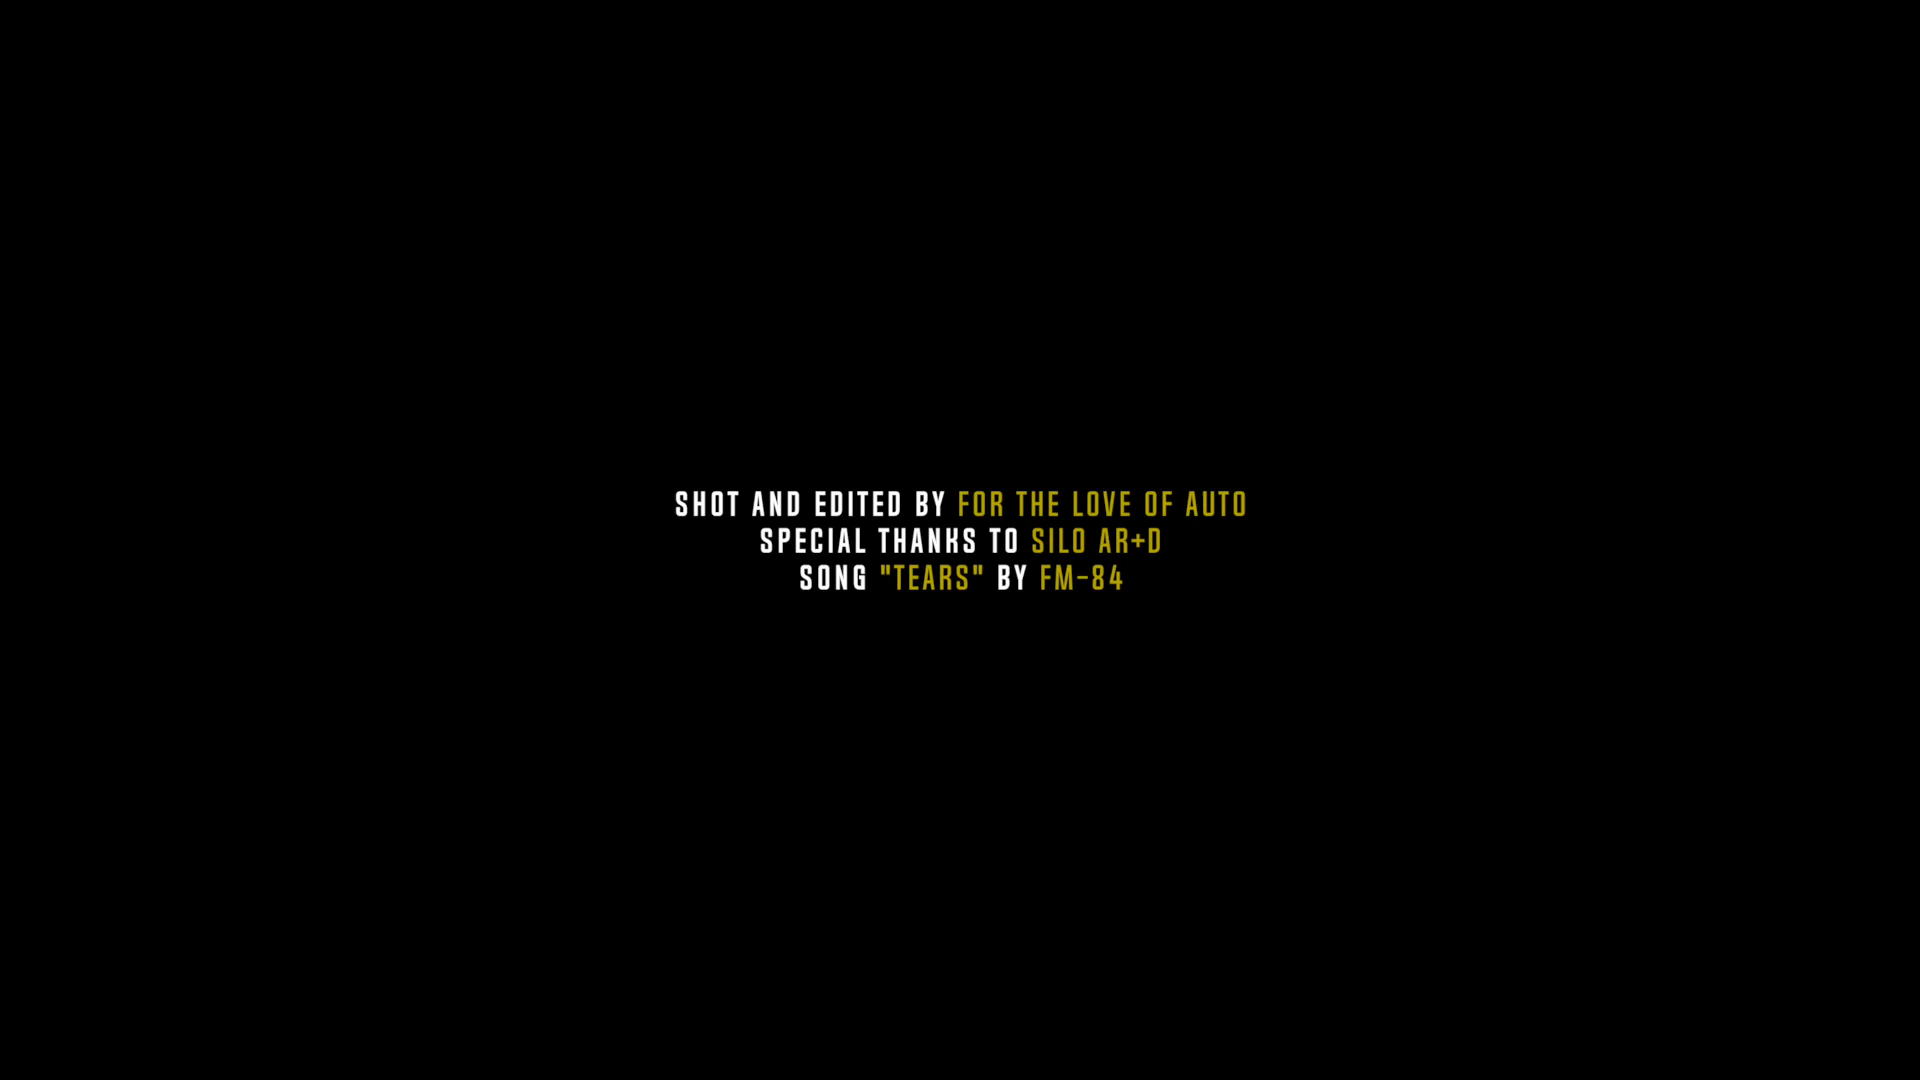 SHOT AND EDITED BY FOR THE LOVE OF AUTO
SPECIAL THANKS TO SILO AR+D
SONG "TEARS" BY FM-84